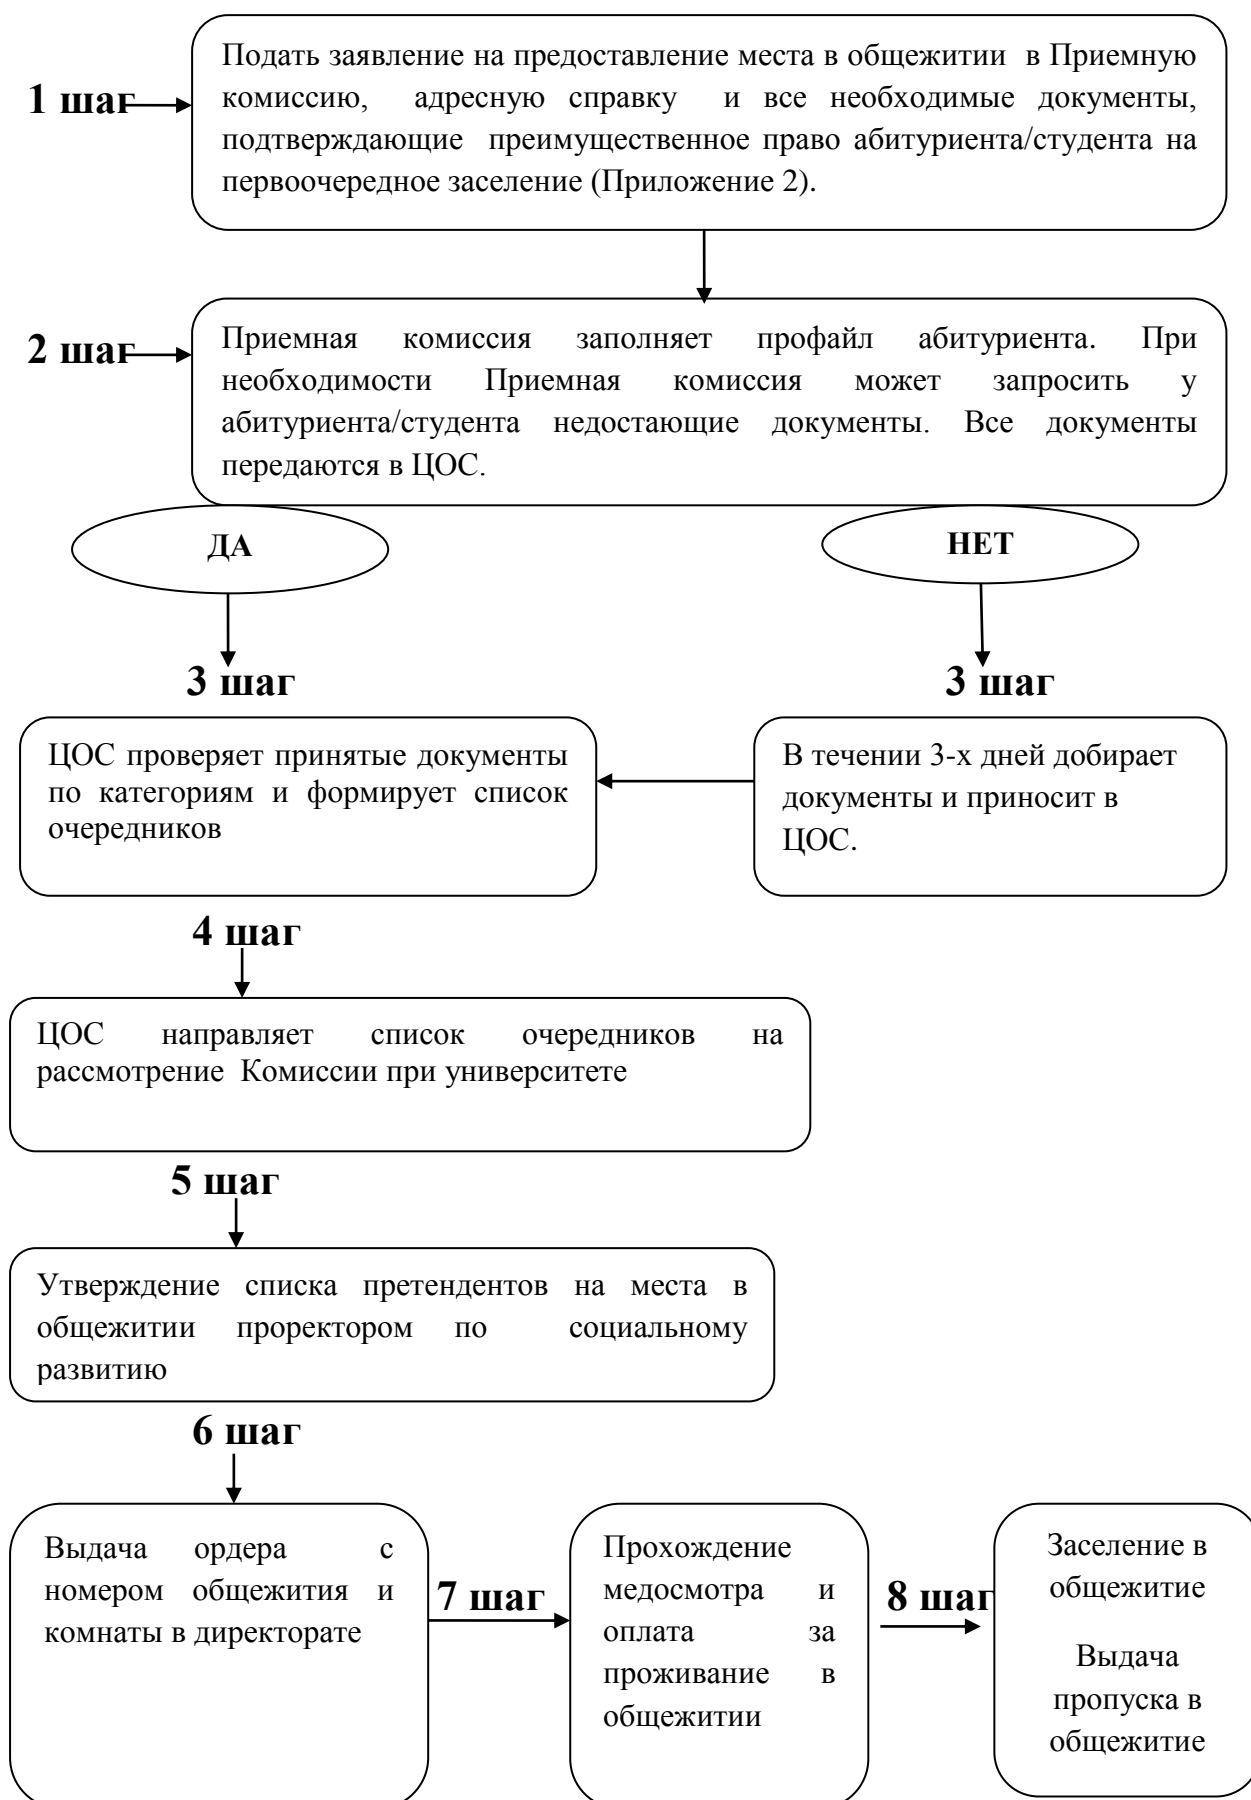 Подать заявление на предоставление места в общежитии в Приемную
1 шаг
комиссию, адресную справку и все необходимые документы,
подтверждающие преимущественное право абитуриента/студента на
первоочередное заселение (Приложение 2).
2 шаг
Приемная комиссия заполняет профайл абитуриента. При
необходимости Приемная комиссия может запросить у
абитуриента/студента недостающие документы. Все документы
передаются в ЦОС.
ДА
НЕТ
3 шаг
3 шаг
ЦОС проверяет принятые документы
по категориям и формирует список
очередников
В течении 3-х дней добирает
документы и приносит в
ЦОС.
4 шаг
ЦОС направляет список очередников на
рассмотрение Комиссии при университете
5 шаг
Утверждение списка претендентов на места в
общежитии проректором по социальному
развитию
6 шаг
Выдача ордера с
номером общежития и
комнаты в директорате
7 шаг
Прохождение
медосмотра и
оплата за
проживание в
общежитии
8 шаг
Заселение в
общежитие
Выдача
пропуска в
общежитие